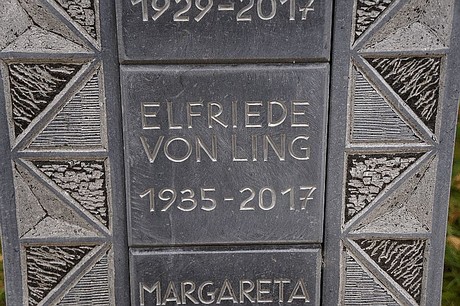 1929-2017
ELFRIEDE
VON LING
1935-2017
MARGARETA